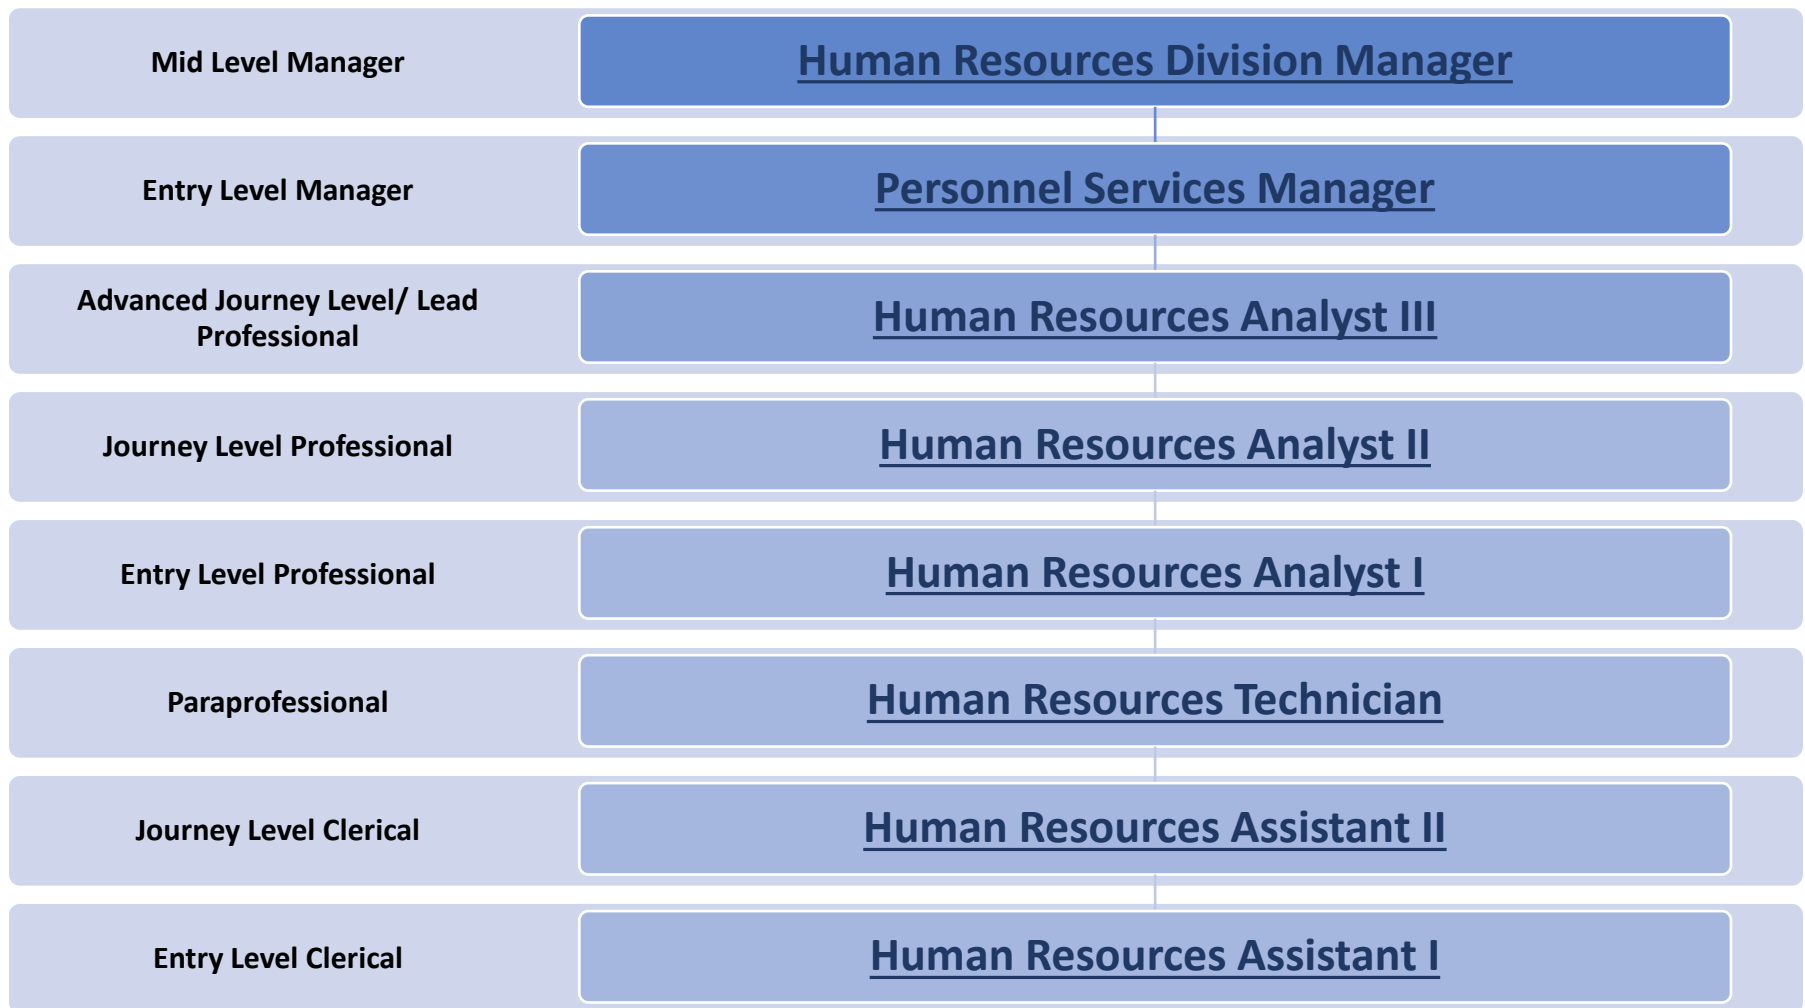 Mid Level Manager
Human Resources Division Manager
Entry Level Manager
Personnel Services Manager
Advanced Journey Level/ Lead
Professional
Human Resources Analyst III
Journey Level Professional
Human Resources Analyst II
Entry Level Professional
Human Resources Analyst I
Paraprofessional
Human Resources Technician
Journey Level Clerical
Human Resources Assistant II
Entry Level Clerical
Human Resources Assistant I